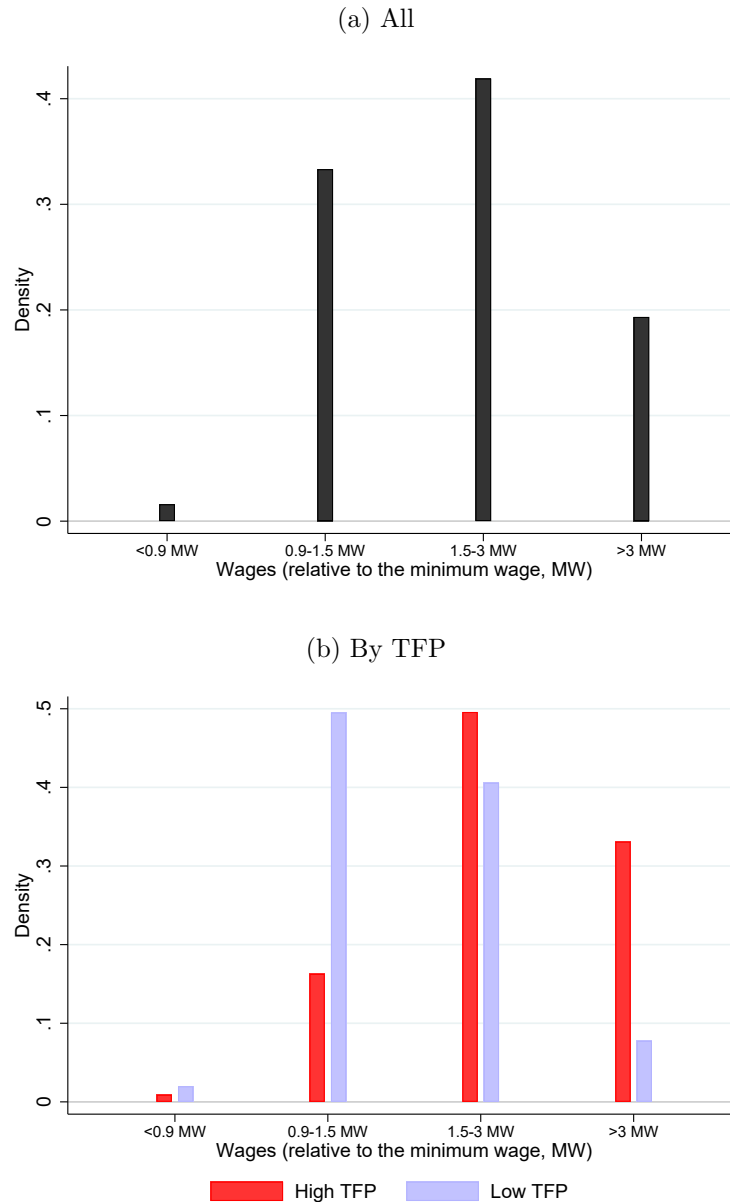 (a) All
.4
.3
.2
.1
0
Density
<0.9 MW 0.9-1.5 MW 1.5-3 MW >3 MW
Wages (relative to the minimum wage, MW)
(b) By TFP
.5
.4
.3
.2
.1
0
Density
<0.9 MW 0.9-1.5 MW 1.5-3 MW >3 MW
Wages (relative to the minimum wage, MW)
High TFP Low TFP